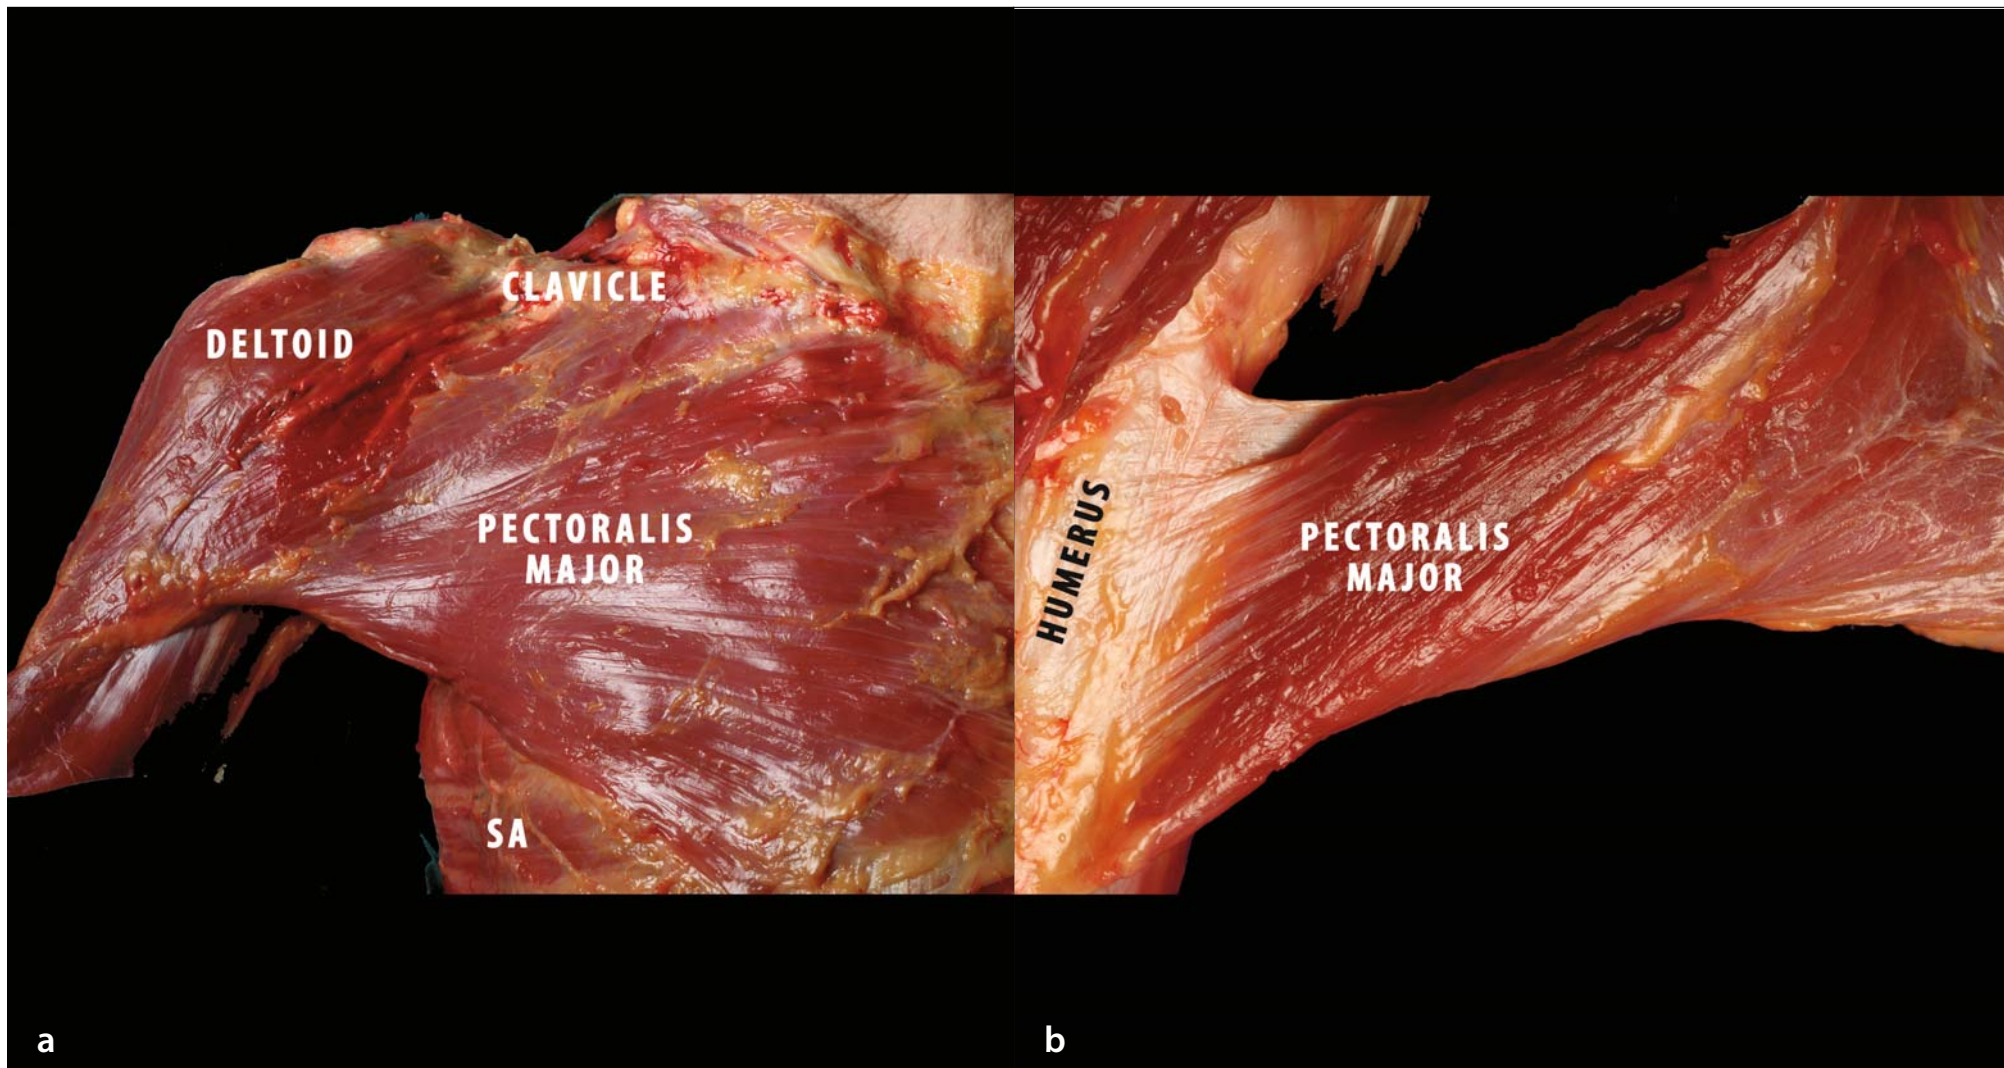 CLAVICLE
DELTOID
PECTORALIS
MAJOR
SA
a
HUMERUS
PECTORALIS
MAJOR
b